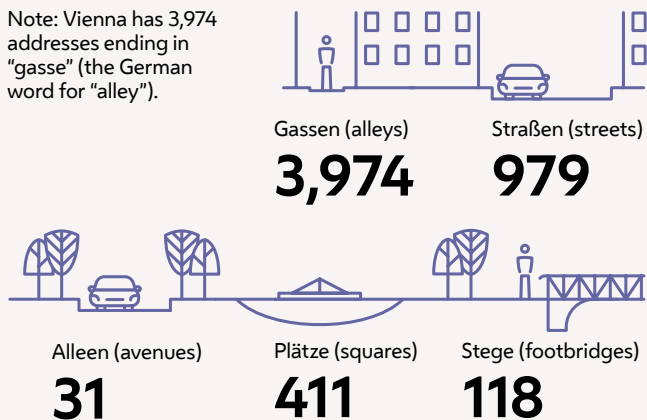 Note: Vienna has 3,974
addresses ending in
“gasse” (the German
word for “alley”).
Gassen (alleys)
3,974
Straßen (streets)
979
Alleen (avenues)
31
Plätze (squares)
411
Stege (footbridges)
118